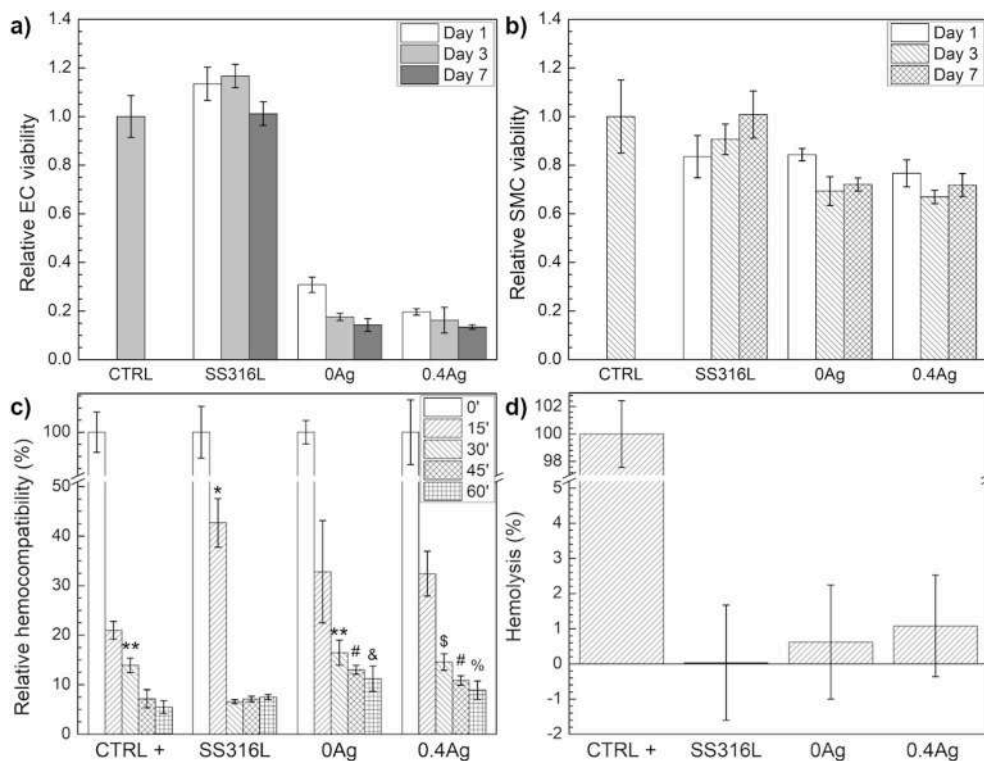 a)
Relative EC viability
1.4
1.2
1.0
0.8
0.6
0.4
0.2
0.0
Day 1
Day 3
Day 7
CTRL SS316L 0Ag 0.4Ag
b)
Relative SMC viability
1.4
1.2
1.0
0.8
0.6
0.4
0.2
0.0
Day 1
Day 3
Day 7
CTRL SS316L 0Ag 0.4Ag
c)
Relative hemocompatibility (%)
100
40
30
20
10
0
0'
15'
30'
45'
60'
** * ** # & $ # %
CTRL + SS316L 0Ag 0.4Ag
d)
Hemolysis (%)
102
100
98
5
4
3
2
1
0
-1
-2
CTRL + SS316L 0Ag 0.4Ag